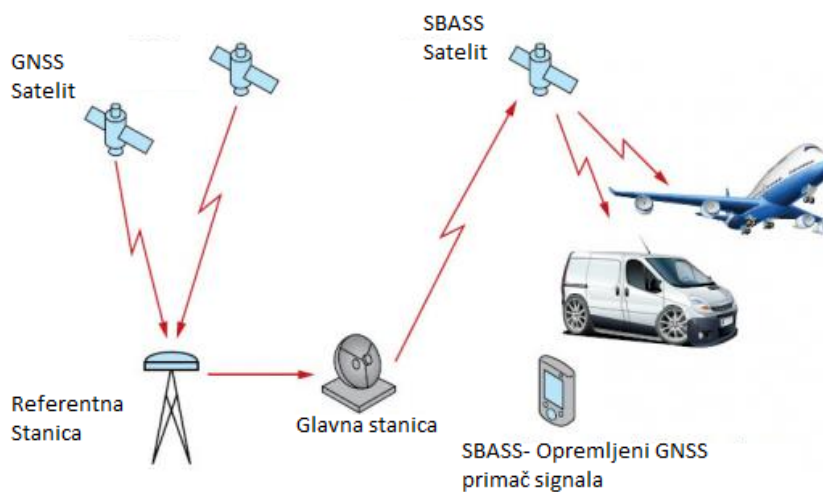 GNSS
Satelit
SBASS
Satelit
Referentna
Stanica
Glavna stanica
SBASS- Opremljeni GNSS
primač signala